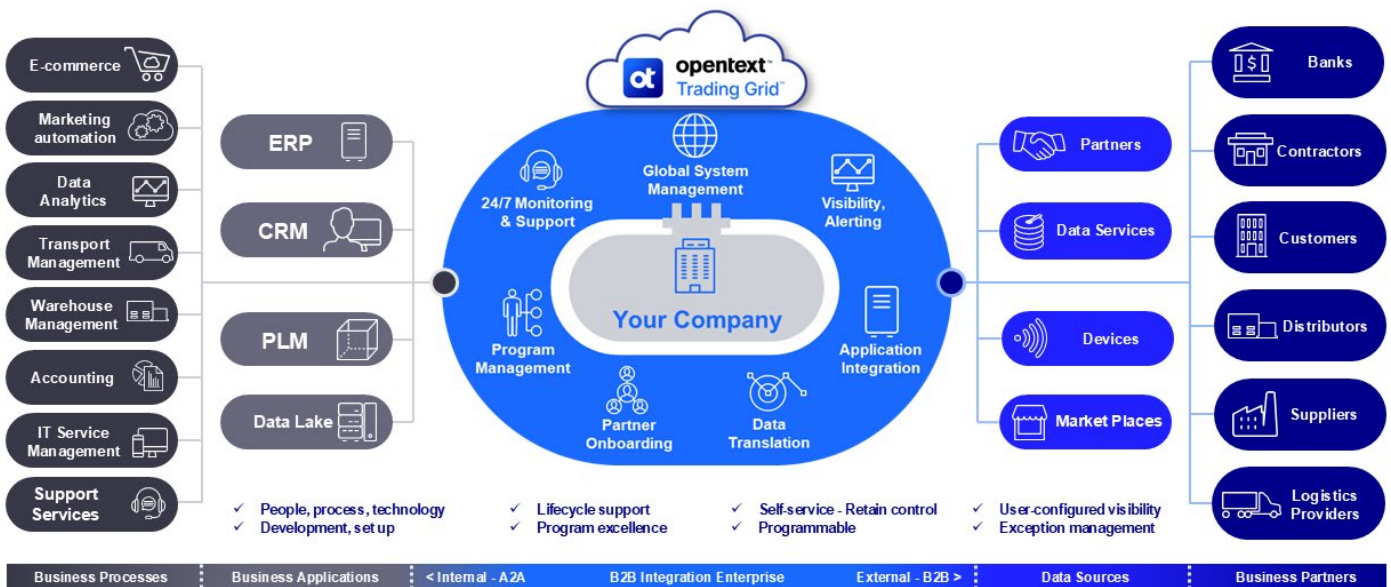 opentext™
Trading Grid™
E-commerce
Marketing
automation
Data
Analytics
Transport
Management
Warehouse
Management
Accounting
IT Service
Management
Support
Services
ERP
CRM
PLM
Data Lake
Global System
Management
24/7 Monitoring
& Support
Visibility,
Alerting
Your Company
Program
Management
Application
Integration
Partner
Onboarding
Data
Translation
Partners
Data Services
Devices
Market Places
Banks
Contractors
Customers
Distributors
Suppliers
Logistics
Providers
✓ People, process, technology
✓ Development, set up
✓ Lifecycle support
✓ Program excellence
✓ Self-service - Retain control
✓ Programmable
✓ User-configured visibility
✓ Exception management
Business Processes
Business Applications
< Internal - A2A
B2B Integration Enterprise
External - B2B >
Data Sources
Business Partners